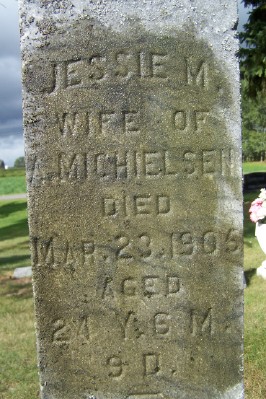 JESSIE M.
WIFE OF
A. MICHIELSEN
DIED
MAR. 23. 1905
AGED
24 Y. 6 M.
9 D.